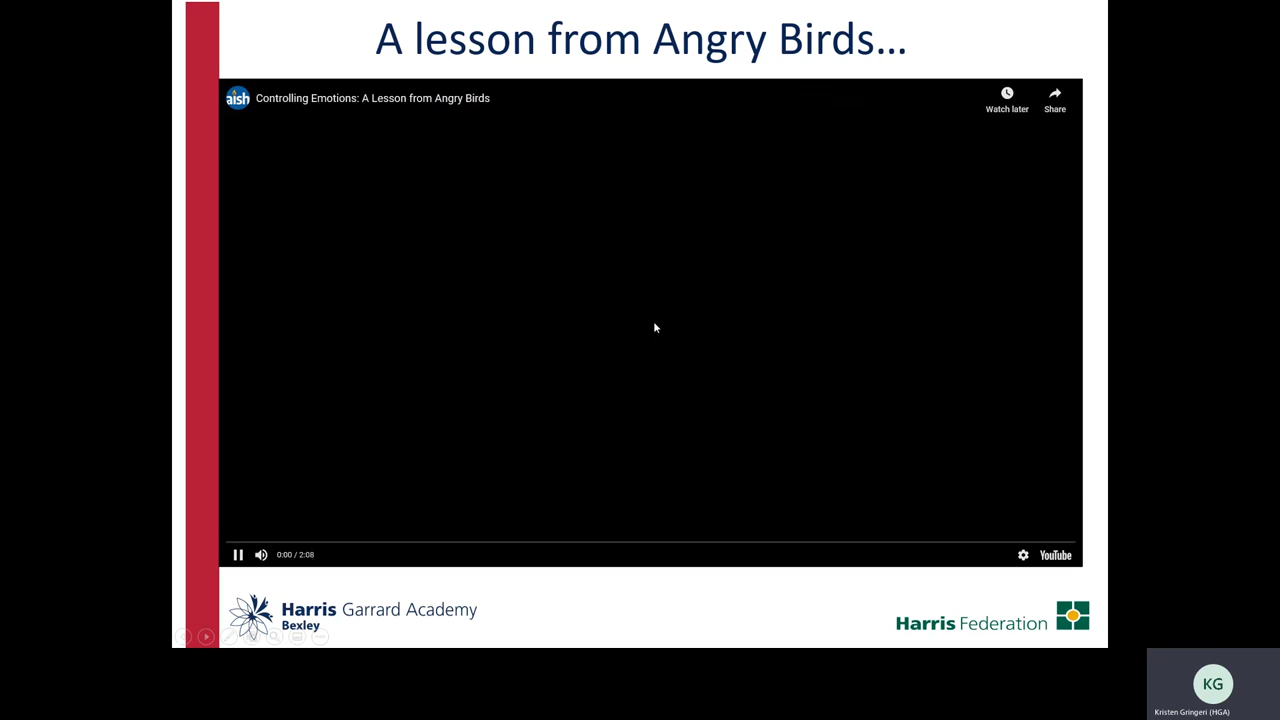 A lesson from Angry Birds...
aish
Controlling Emotions: A Lesson from Angry Birds
Watch later
Share
0:00 / 2:08
YouTube
Harris Garrard Academy
Bexley
Harris Federation
KG
Kristen Gringeri (HGA)